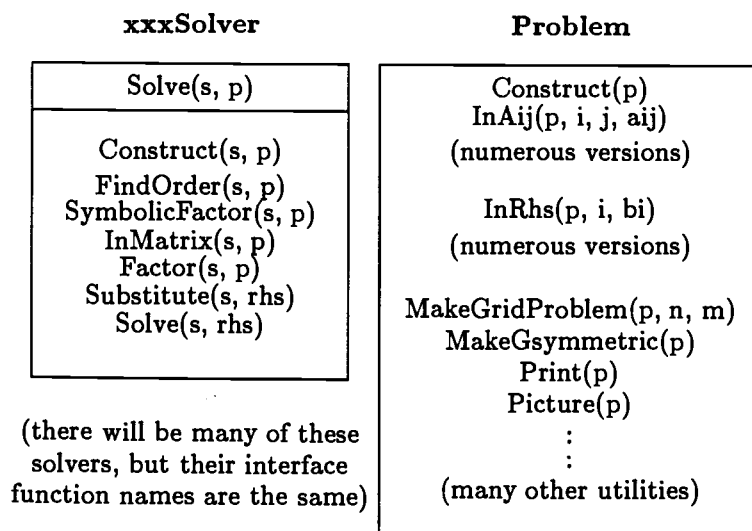 xxxSolver
Solve(s, p)
Construct(s, p)
FindOrder(s, p)
SymbolicFactor(s, p)
InMatrix(s, p)
Factor(s, p)
Substitute(s, rhs)
Solve(s, rhs)
(there will be many of these
solvers, but their interface
function names are the same)
Problem
Construct(p)
InAij(p, i, j, aij)
(numerous versions)
InRhs(p, i, bi)
(numerous versions)
MakeGridProblem(p, n, m)
MakeGsymmetric(p)
Print(p)
Picture(p)
:
:
(many other utilities)